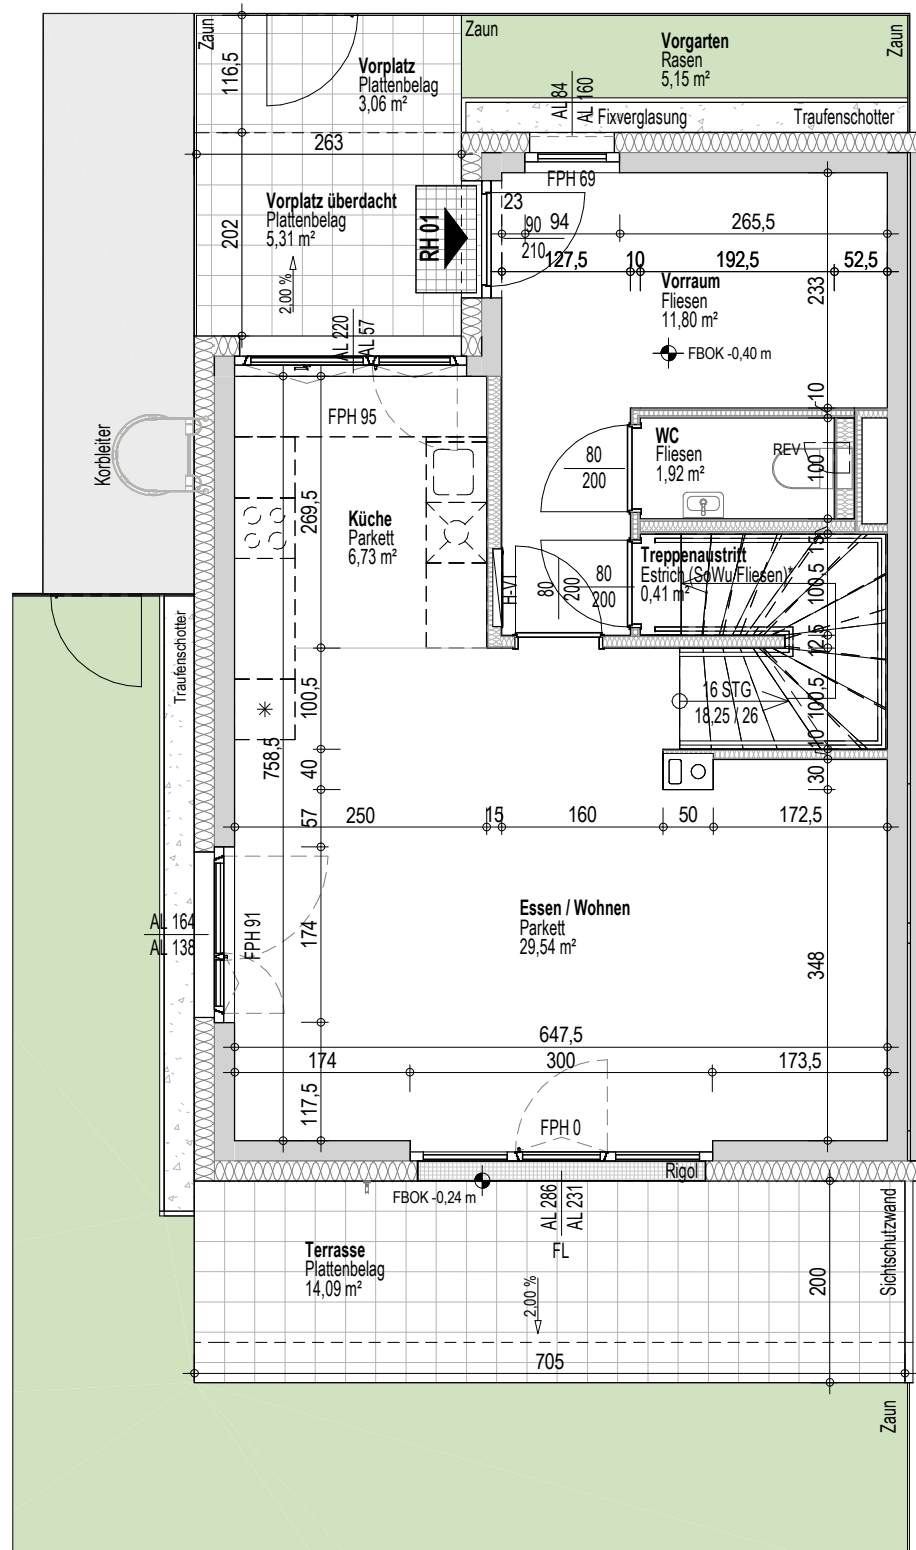 Zaun
Zaun
Zaun
Vorgarten
Rasen
5,15 m²
116,5
Vorplatz
Plattenbelag
3,06 m²
AL 84
AL 160
Fixverglasung
Traufenschotter
263
FPH 69
Vorplatz überdacht
Plattenbelag
5,31 m²
202
2,00 %
RH 01
23
90
210
94
265,5
127,5
10
192,5
52,5
Vorraum
Fliesen
11,80 m²
233
FBOK -0,40 m
AL 220
AL 57
FPH 95
10
Korbleiter
WC
Fliesen
1,92 m²
REV
100
80
200
269,5
Küche
Parkett
6,73 m²
Treppenaustritt
Estrich (SoWu Fliesen)*
0,41 m²
15
100,5
H-V1
80
200
80
200
12,5
Traufenschotter
100,5
16 STG
18,25 / 26
100,5
10
758,5
40
30
57
250
15
160
50
172,5
AL 164
AL 138
FPH 91
174
Essen / Wohnen
Parkett
29,54 m²
348
647,5
174
300
173,5
117,5
FPH 0
Rigol
FBOK -0,24 m
AL 286
AL 231
FL
Sichtschutzwand
Terrasse
Plattenbelag
14,09 m²
2,00 %
200
705
Zaun